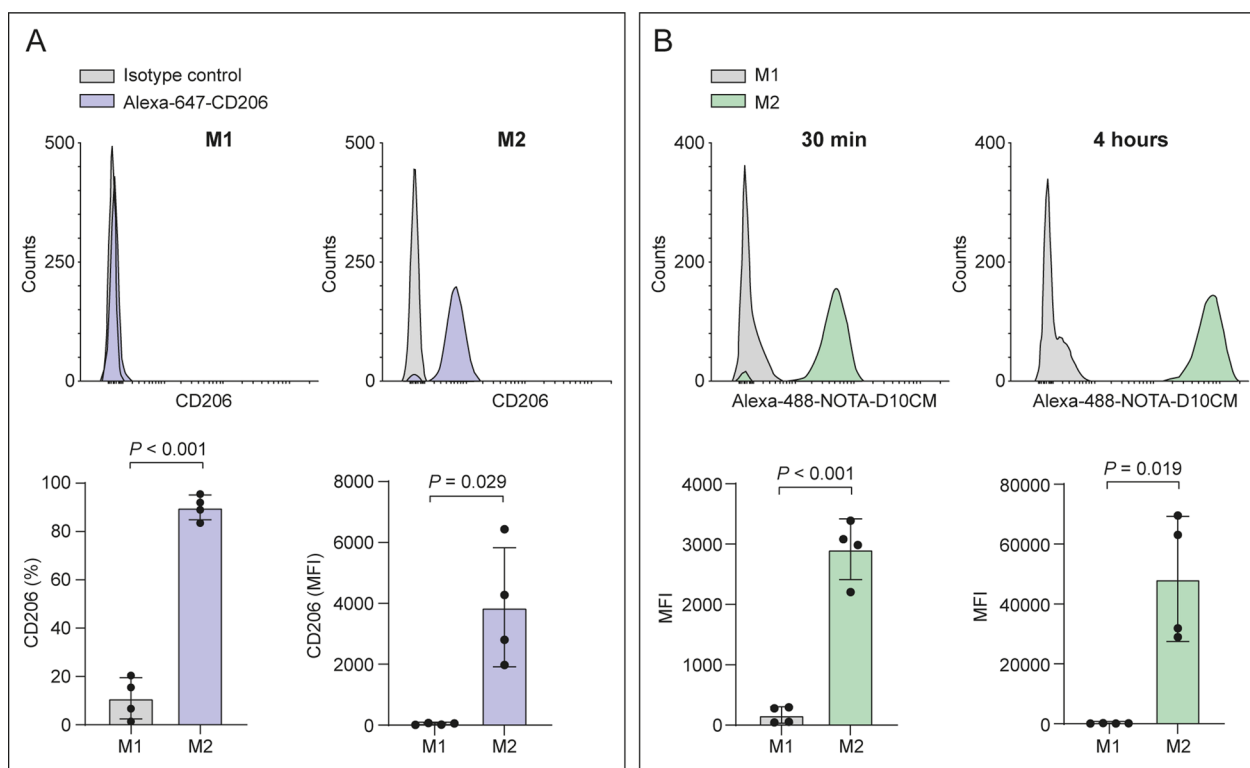 A
Isotype control
Alexa-647-CD206
M1
500
250
0
Counts
CD206
M2
500
250
0
Counts
CD206
P < 0.001
100
80
60
40
20
0
CD206 (%)
M1 M2
P = 0.029
8000
6000
4000
2000
0
CD206 (MFI)
M1 M2
B
M1
M2
30 min
400
200
0
Counts
Alexa-488-NOTA-D10CM
4 hours
400
200
0
Counts
Alexa-488-NOTA-D10CM
P < 0.001
4000
3000
2000
1000
0
MFI
M1 M2
P = 0.019
80000
60000
40000
20000
0
MFI
M1 M2